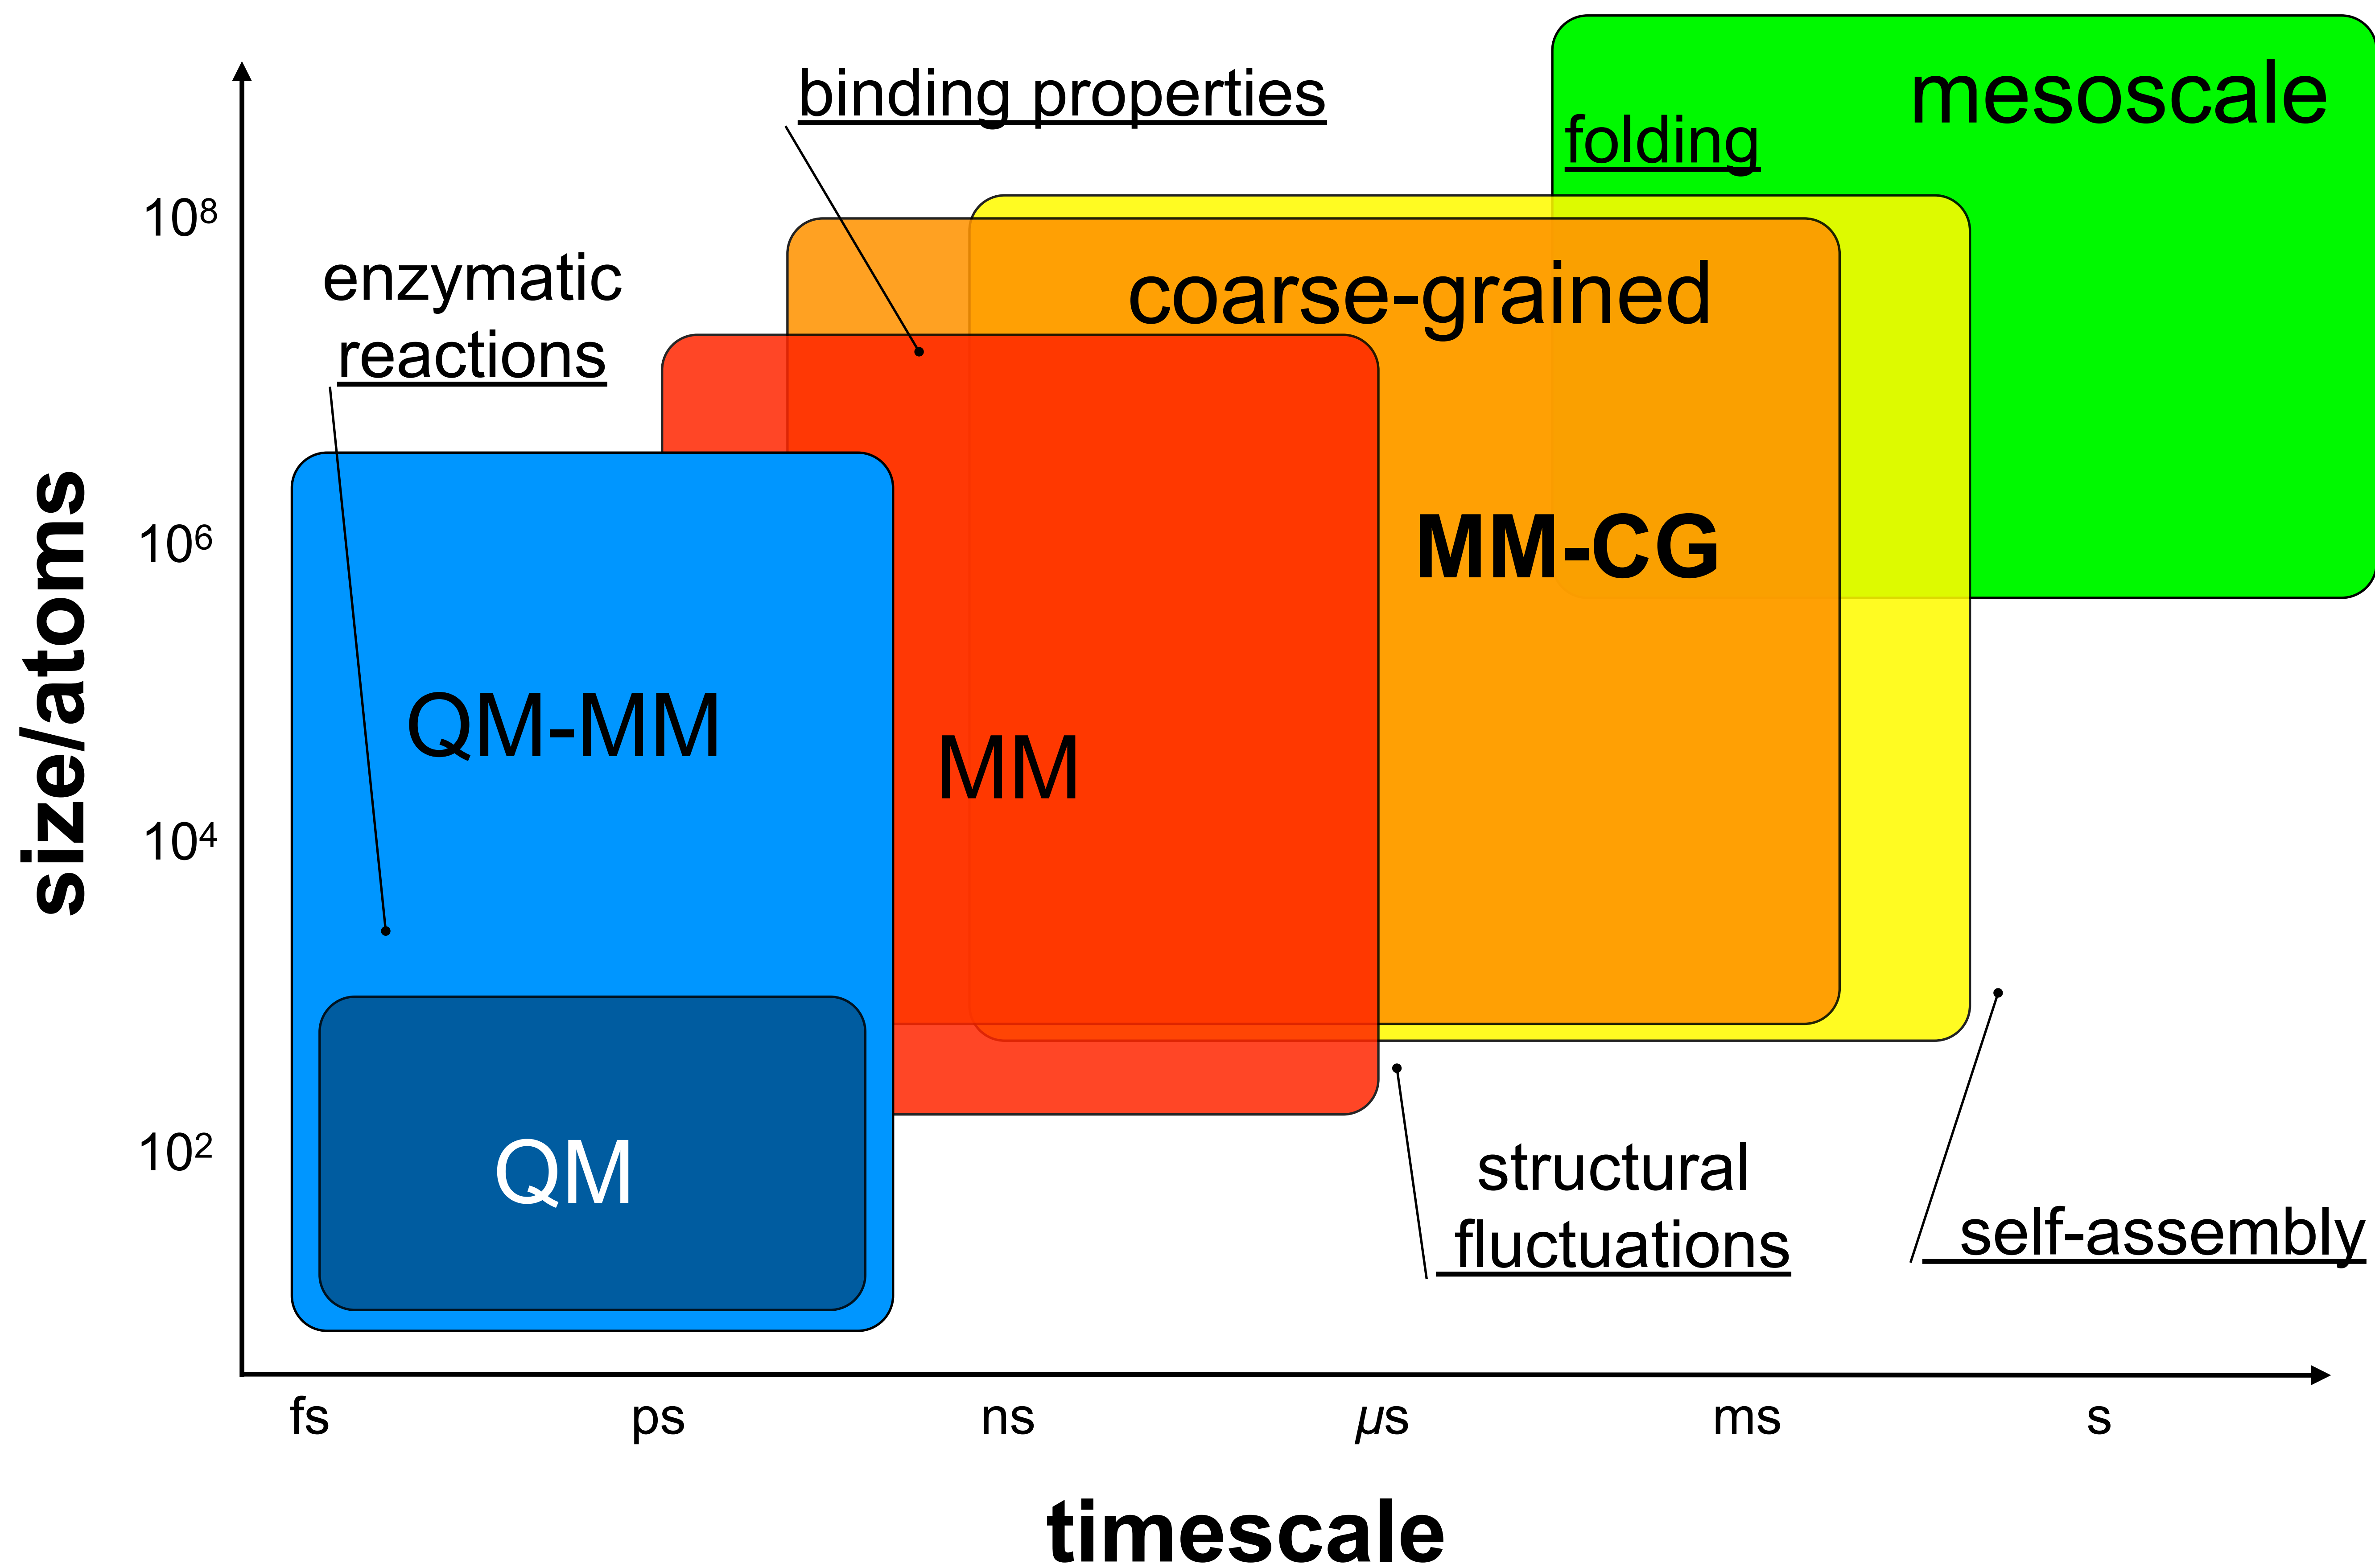 mesoscale
binding properties
folding
10⁸
enzymatic
reactions
coarse-grained
10⁶
MM-CG
size/atoms
QM-MM
MM
10⁴
10²
QM
structural
fluctuations
self-assembly
fs ps ns µs ms s
timescale